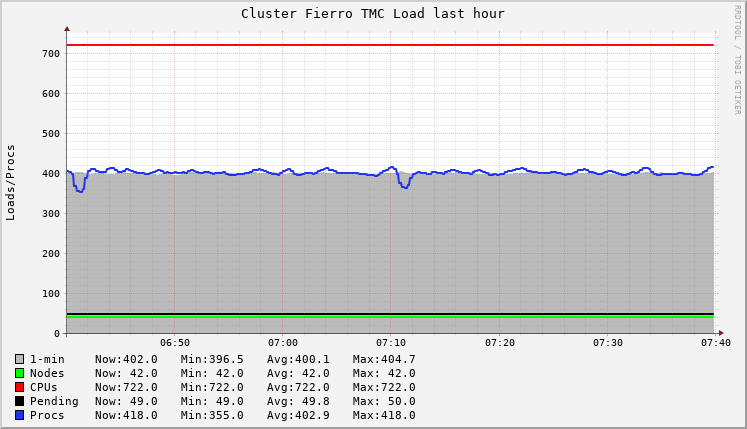 Cluster Fierro TMC Load last hour
RRDTOOL / TOBI OETIKER
Loads/Procs
700
600
500
400
300
200
100
0
06:50 07:00 07:10 07:20 07:30 07:40
1-min Now:402.0 Min:396.5 Avg:400.1 Max:404.7
Nodes Now: 42.0 Min: 42.0 Avg: 42.0 Max: 42.0
CPUs Now:722.0 Min:722.0 Avg:722.0 Max:722.0
Pending Now: 49.0 Min: 49.0 Avg: 49.8 Max: 50.0
Procs Now:418.0 Min:355.0 Avg:402.9 Max:418.0